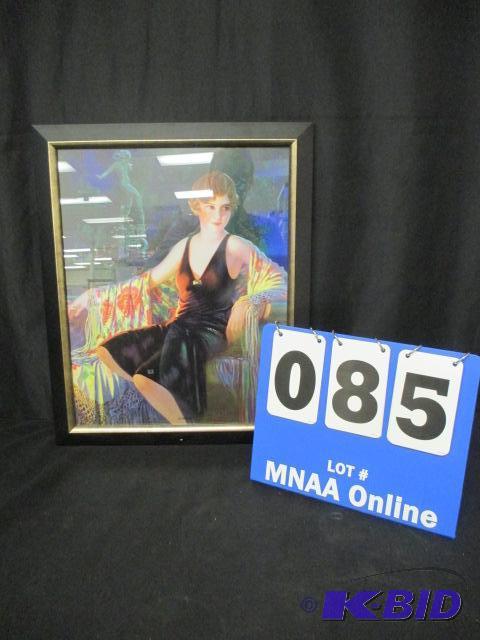 085
LOT #
MNAA Online
© K-BID